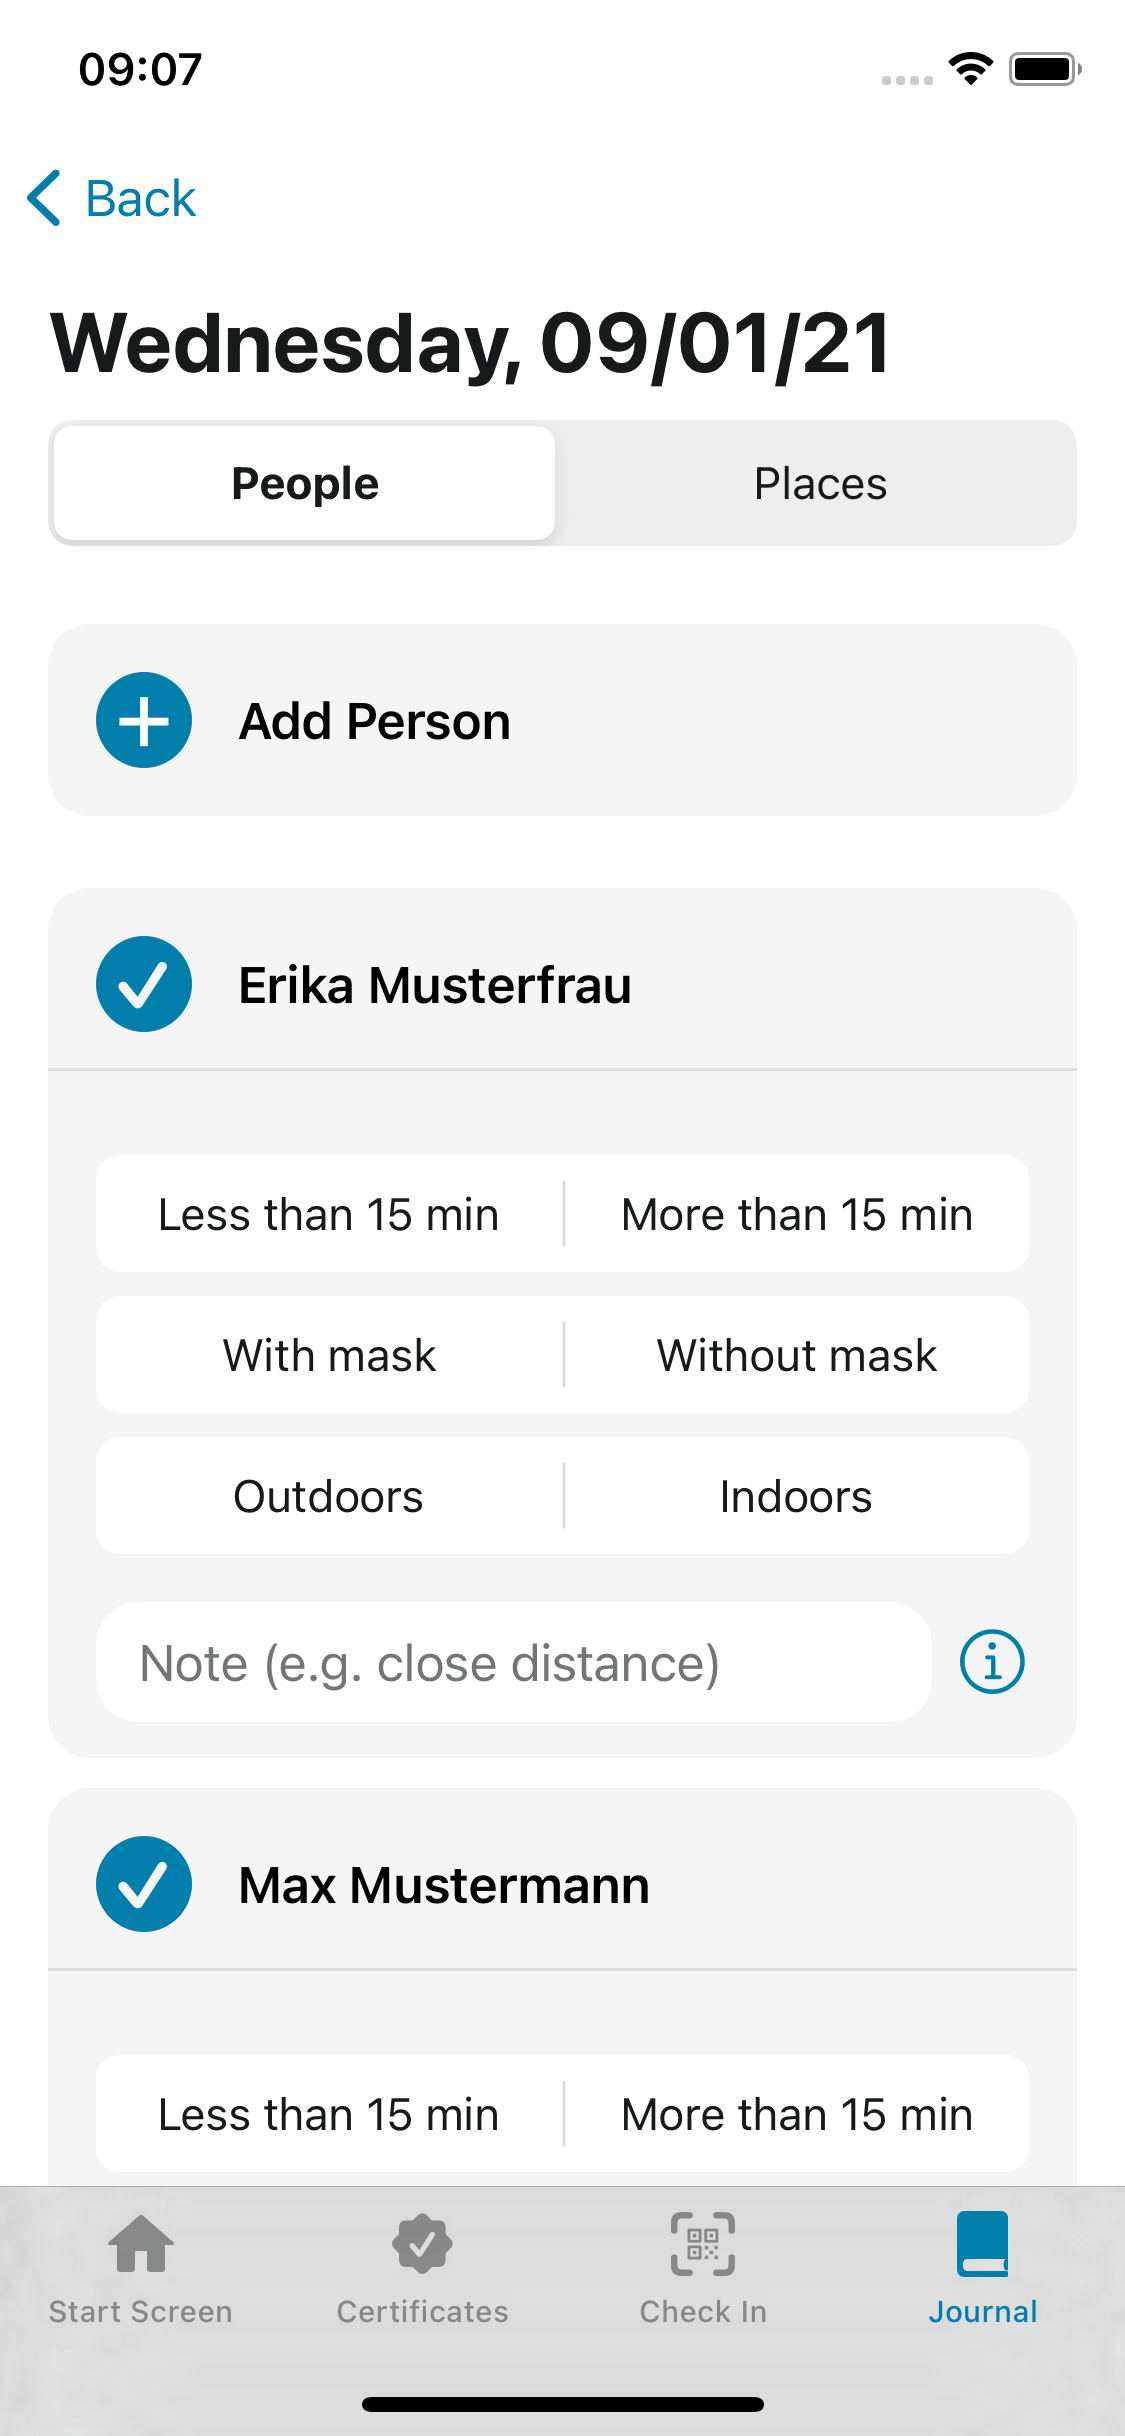 09:07
Back
Wednesday, 09/01/21
People Places
Add Person
Erika Musterfrau
Less than 15 min More than 15 min
With mask Without mask
Outdoors Indoors
Note (e.g. close distance)
Max Mustermann
Less than 15 min More than 15 min
Start Screen Certificates Check In Journal